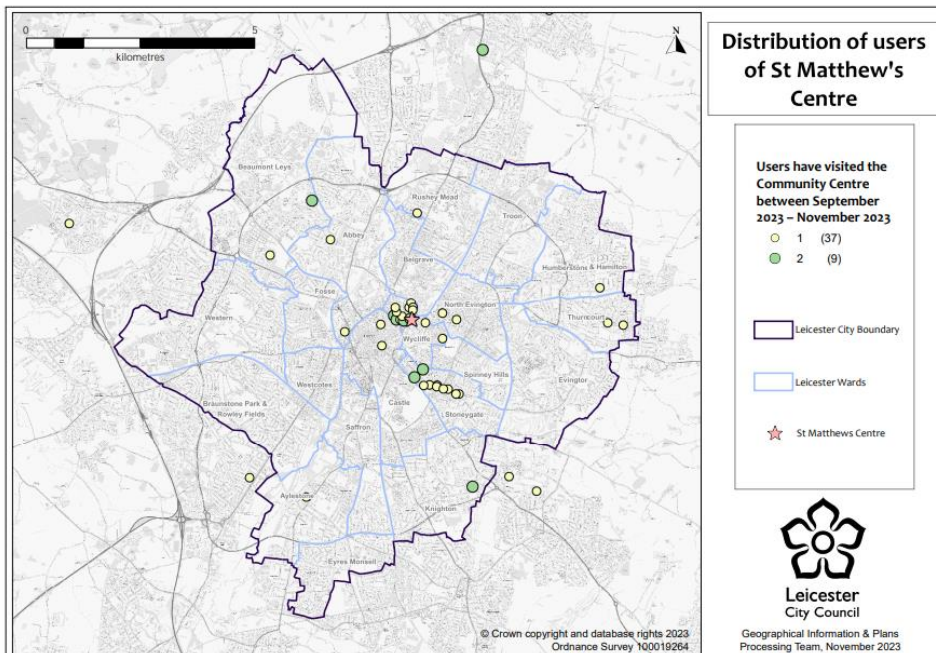 0
5
kilometres
N
Beaumont Leys
Rushey Mead
Troon
Abbey
Belgrave
Humberstone & Hamilton
Fosse
North Evington
Western
Thurncourt
Wycliffe
Spinney Hills
Westcotes
Evington
Braunstone Park &
Rowley Fields
Castle
Stoneygate
Saffron
Aylestone
Knighton
Eyres Monsell
© Crown copyright and database rights 2023
Ordnance Survey 100019264
Distribution of users
of St Matthew's
Centre
Users have visited the
Community Centre
between September
2023 – November 2023
1 (37)
2 (9)
Leicester City Boundary
Leicester Wards
St Matthews Centre
Leicester
City Council
Geographical Information & Plans
Processing Team, November 2023